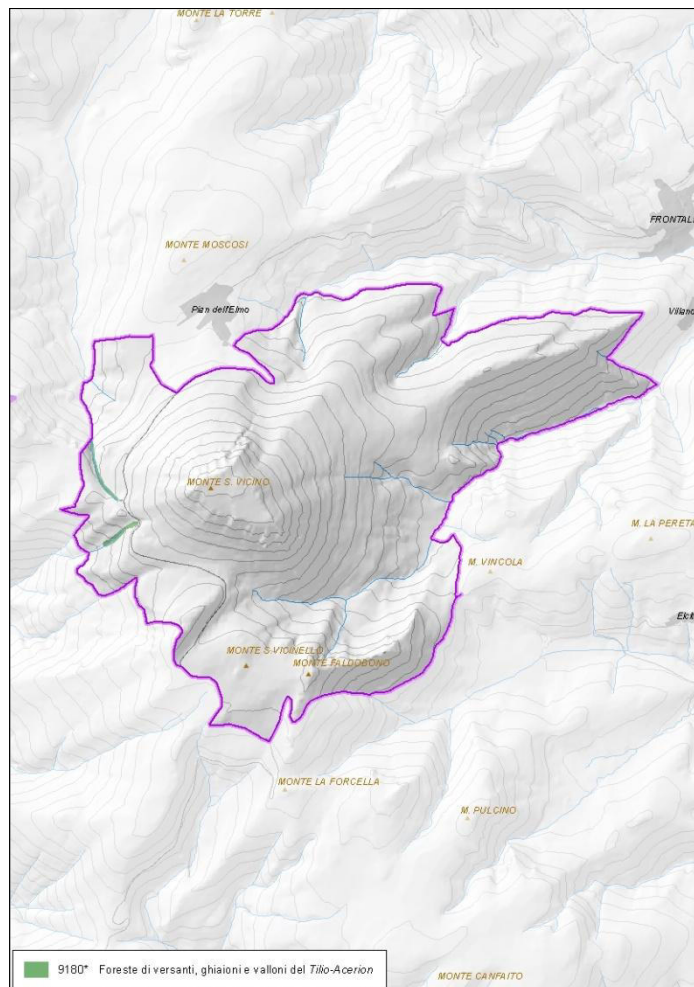 MONTE LA TORRE
FRONTALE
MONTE MOSCOSI
Pian dell'Elmo
MONTE S. VICINO
M. LA PERETA
M. VINCOLA
MONTE S.VICINELLO
MONTE FALDOBONO
MONTE LA FORCELLA
M. PULCINO
9180* Foreste di versanti, ghiaioni e valloni del Tilio-Acerion
MONTE CANFAITO